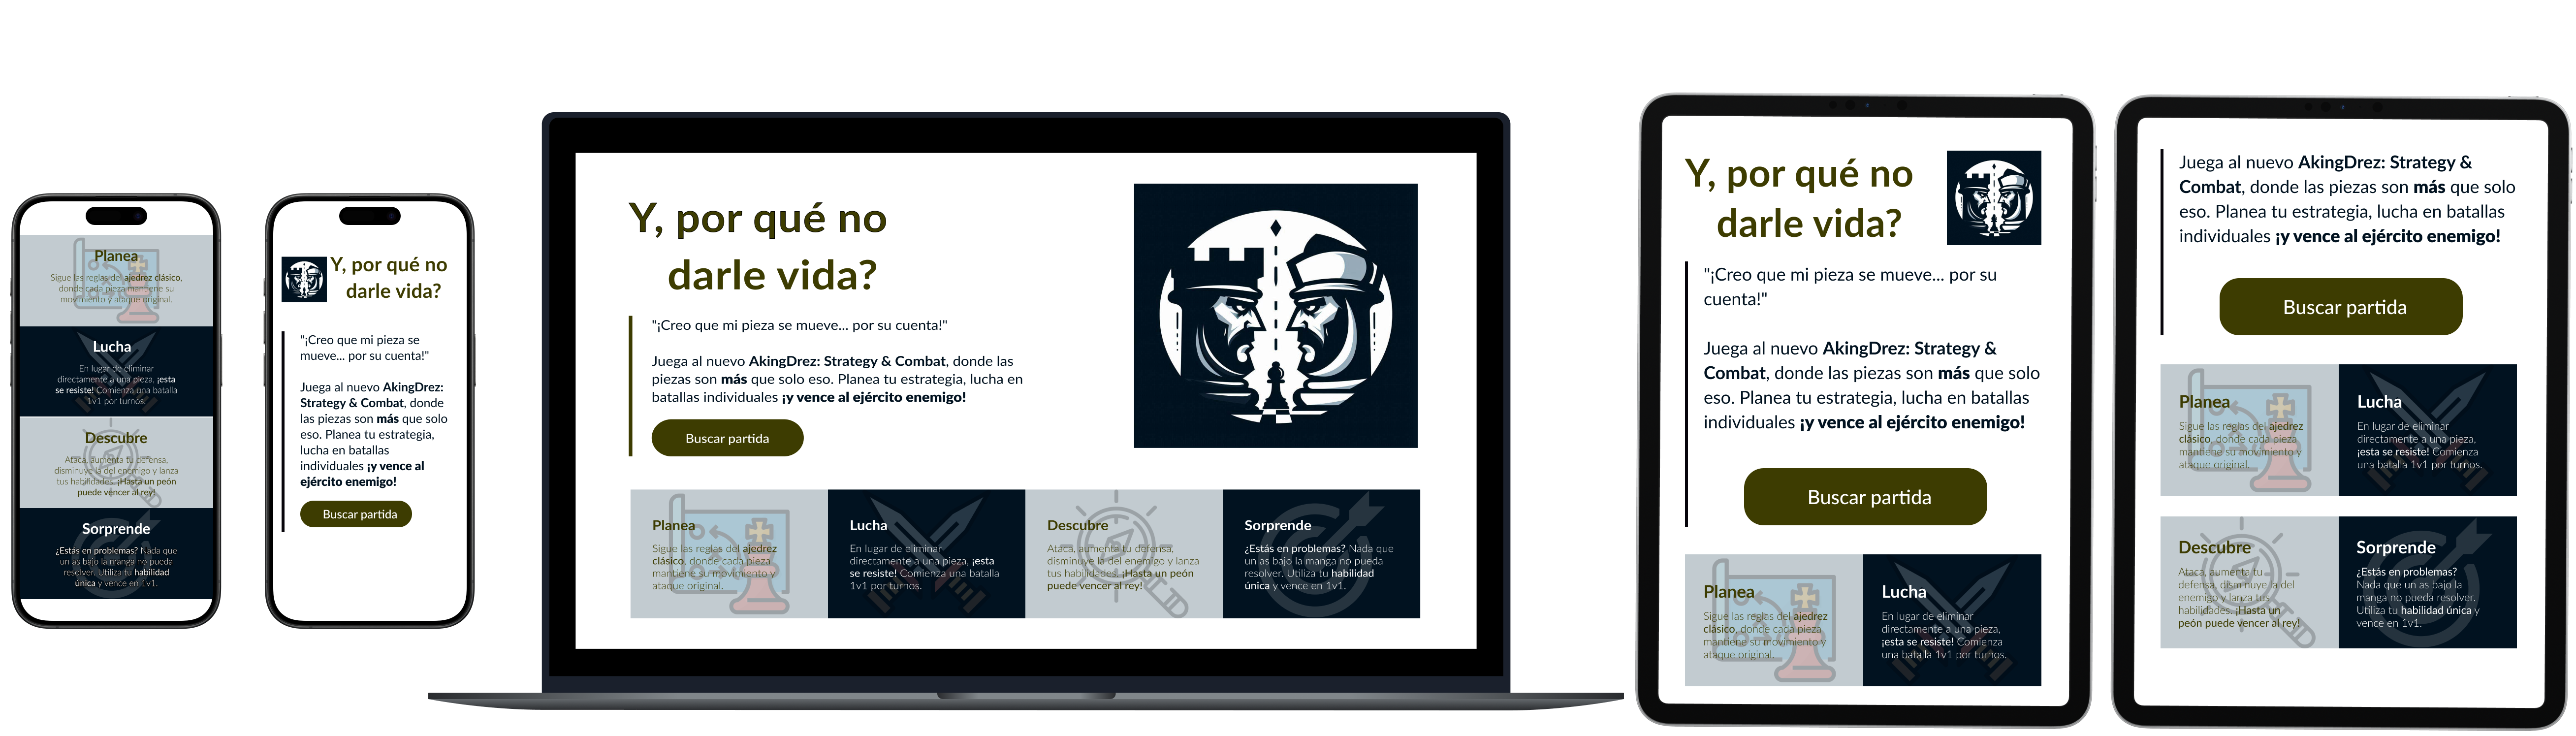 Planea
Sigue las reglas del ajedrez clásico,
donde cada pieza mantiene su
movimiento y ataque original.
Lucha
En lugar de eliminar
directamente a una pieza, ¡esta
se resiste! Comienza una batalla
1v1 por turnos.
Descubre
Ataca, aumenta tu defensa,
disminuye la del enemigo y lanza
tus habilidades. ¡Hasta un peón
puede vencer al rey!
Sorprende
¿Estás en problemas? Nada que
un as bajo la manga no pueda
resolver. Utiliza tu habilidad
única y vence en 1v1.
Y, por qué no
darle vida?
"¡Creo que mi pieza se
mueve... por su cuenta!"
Juega al nuevo AkingDrez:
Strategy & Combat, donde
las piezas son más que solo
eso. Planea tu estrategia,
lucha en batallas
individuales ¡y vence al
ejército enemigo!
Buscar partida
Y, por qué no
darle vida?
"¡Creo que mi pieza se mueve... por su cuenta!"
Juega al nuevo AkingDrez: Strategy & Combat, donde las
piezas son más que solo eso. Planea tu estrategia, lucha en
batallas individuales ¡y vence al ejército enemigo!
Buscar partida
Planea
Sigue las reglas del ajedrez
clásico, donde cada pieza
mantiene su movimiento y
ataque original.
Lucha
En lugar de eliminar
directamente a una pieza, ¡esta
se resiste! Comienza una batalla
1v1 por turnos.
Descubre
Ataca, aumenta tu defensa,
disminuye la del enemigo y lanza
tus habilidades. ¡Hasta un peón
puede vencer al rey!
Sorprende
¿Estás en problemas? Nada que
un as bajo la manga no pueda
resolver. Utiliza tu habilidad
única y vence en 1v1.
Y, por qué no
darle vida?
"¡Creo que mi pieza se mueve... por su
cuenta!"
Juega al nuevo AkingDrez: Strategy &
Combat, donde las piezas son más que solo
eso. Planea tu estrategia, lucha en batallas
individuales ¡y vence al ejército enemigo!
Buscar partida
Planea
Sigue las reglas del ajedrez
clásico, donde cada pieza
mantiene su movimiento y
ataque original.
Lucha
En lugar de eliminar
directamente a una pieza,
¡esta se resiste! Comienza
una batalla 1v1 por turnos.
Juega al nuevo AkingDrez: Strategy &
Combat, donde las piezas son más que solo
eso. Planea tu estrategia, lucha en batallas
individuales ¡y vence al ejército enemigo!
Buscar partida
Planea
Sigue las reglas del ajedrez
clásico, donde cada pieza
mantiene su movimiento y
ataque original.
Lucha
En lugar de eliminar
directamente a una pieza,
¡esta se resiste! Comienza
una batalla 1v1 por turnos.
Descubre
Ataca, aumenta tu
defensa, disminuye la del
enemigo y lanza tus
habilidades. ¡Hasta un
peón puede vencer al rey!
Sorprende
¿Estás en problemas?
Nada que un as bajo la
manga no pueda resolver.
Utiliza tu habilidad única y
vence en 1v1.